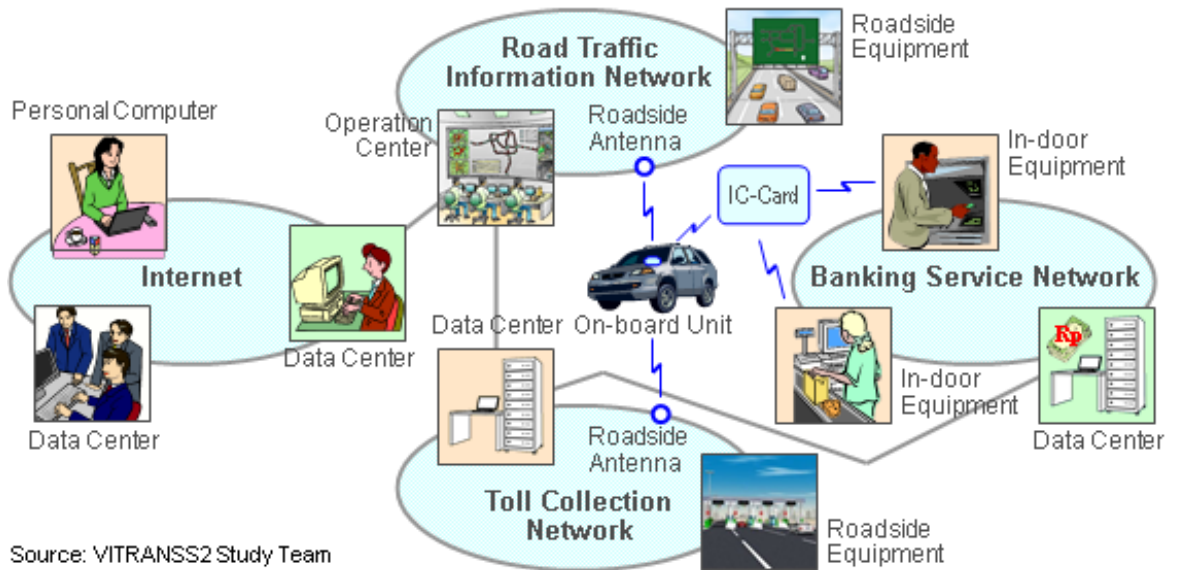 Road Traffic
Information Network
Roadside
Equipment
Personal Computer
Operation
Center
Roadside
Antenna
In-door
Equipment
IC-Card
Internet
Banking Service Network
Data Center
Data Center
On-board Unit
Rp
Data Center
In-door
Equipment
Data Center
Roadside
Antenna
Toll Collection
Network
Roadside
Equipment
Source: VITRANSS2 Study Team